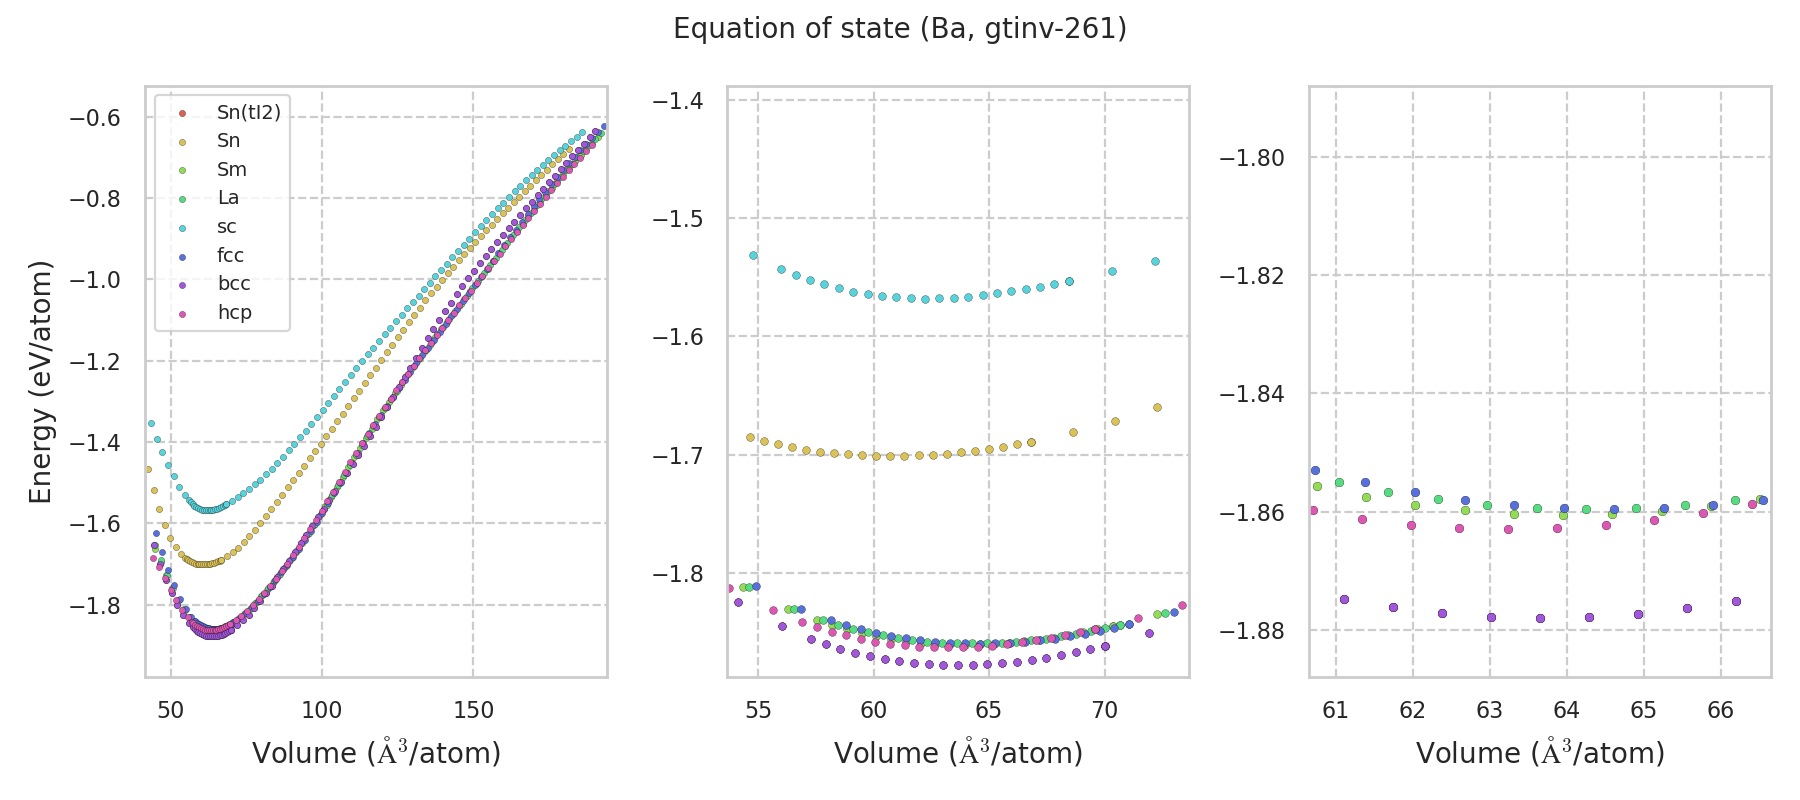 Equation of state (Ba, gtinv-261)
Energy (eV/atom)
−0.6
−0.8
−1.0
−1.2
−1.4
−1.6
−1.8
Sn(tI2)
Sn
Sm
La
sc
fcc
bcc
hcp
50 100 150
Volume (Å³/atom)
−1.4
−1.5
−1.6
−1.7
−1.8
55 60 65 70
Volume (Å³/atom)
−1.80
−1.82
−1.84
−1.86
−1.88
61 62 63 64 65 66
Volume (Å³/atom)